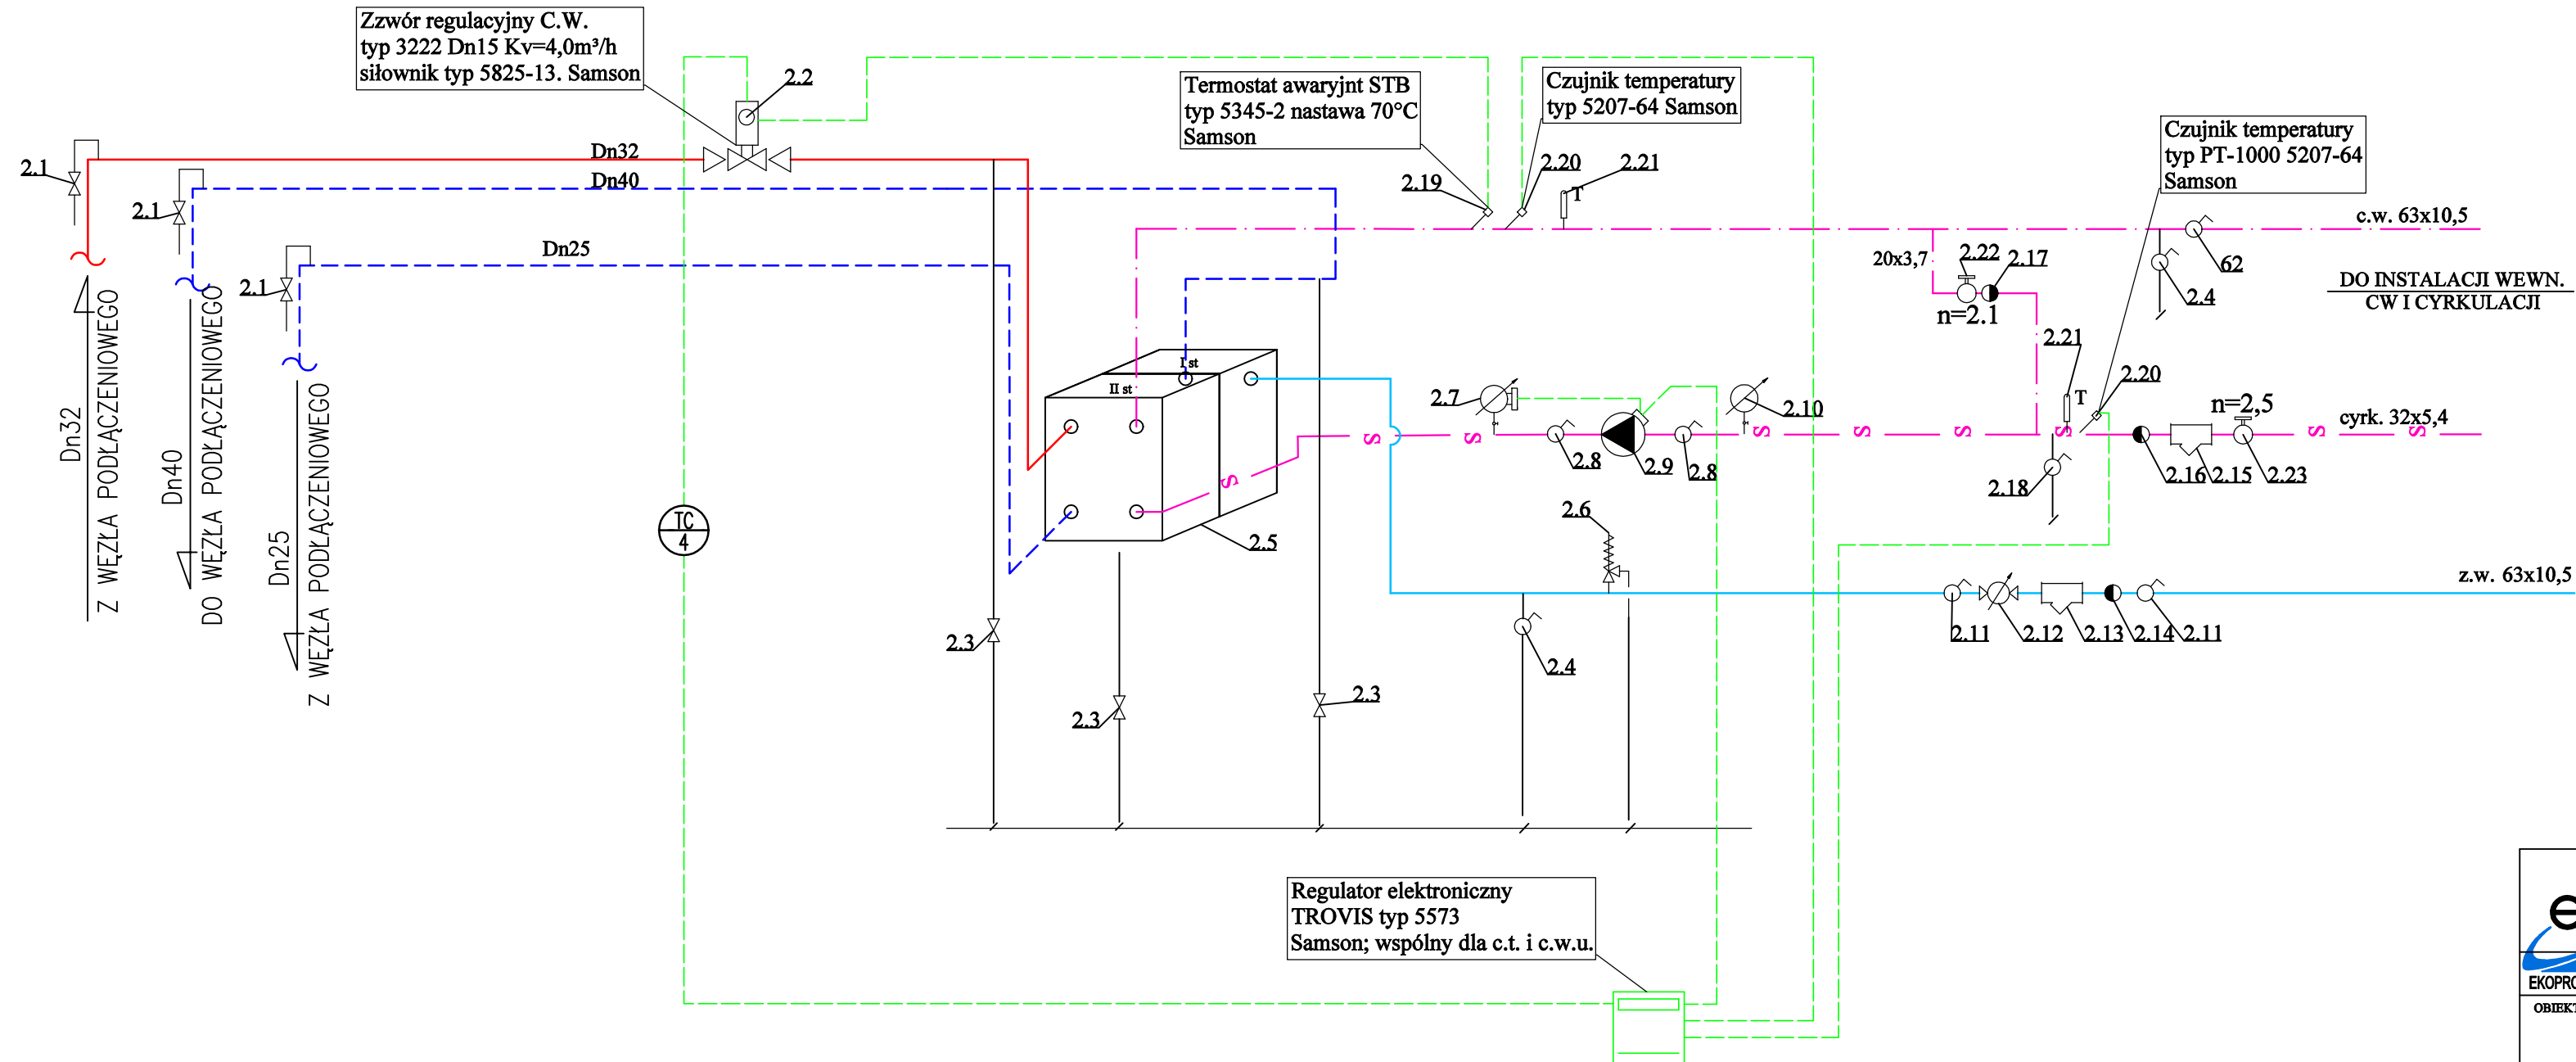 Zzwór regulacyjny C.W.
typ 3222 Dn15 Kv=4,0m³/h
siłownik typ 5825-13. Samson
2.2
Termostat awaryjnt STB
typ 5345-2 nastawa 70°C
Samson
Czujnik temperatury
typ 5207-64 Samson
Czujnik temperatury
typ PT-1000 5207-64
Samson
2.1
2.1
2.1
Dn32
Dn40
Dn25
2.19
2.20
2.21
T
c.w. 63x10,5
20x3,7
2.22
2.17
n=2.1
62
2.4
DO INSTALACJI WEWN.
CW I CYRKULACJI
Dn32
Z WĘZŁA PODŁĄCZENIOWEGO
Dn40
DO WĘZŁA PODŁĄCZENIOWEGO
Dn25
Z WĘZŁA PODŁĄCZENIOWEGO
I st
II st
2.5
2.7
2.8
2.9
2.8
2.10
2.21
T
2.20
n=2,5
cyrk. 32x5,4
S
S
S
S
S
S
S
S
S
2.18
2.16
2.15
2.23
TC
4
2.6
z.w. 63x10,5
2.11
2.12
2.13
2.14
2.11
2.3
2.3
2.3
2.4
Regulator elektroniczny
TROVIS typ 5573
Samson; wspólny dla c.t. i c.w.u.